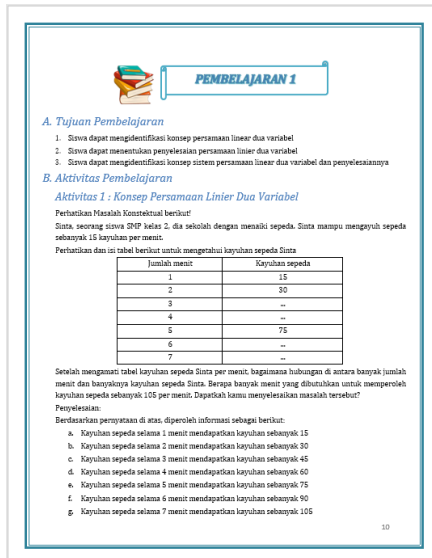 PEMBELAJARAN 1
A. Tujuan Pembelajaran
1. Siswa dapat mengidentifikasi konsep persamaan linear dua variabel
2. Siswa dapat menentukan penyelesaian persamaan linier dua variabel
3. Siswa dapat mengidentifikasi konsep sistem persamaan linear dua variabel dan penyelesaiannya
B. Aktivitas Pembelajaran
Aktivitas 1 : Konsep Persamaan Linier Dua Variabel
Perhatikan Masalah Konstektual berikut!
Sinta, seorang siswa SMP kelas 2, dia sekolah dengan menaiki sepeda. Sinta mampu mengayuh sepeda
sebanyak 15 kayuhan per menit.
Perhatikan dan isi tabel berikut untuk mengetahui kayuhan sepeda Sinta
Jumlah menit Kayuhan sepeda
1 15
2 30
3 ...
4 ...
5 75
6 ...
7 ...
Setelah mengamati tabel kayuhan sepeda Sinta per menit, bagaimana hubungan di antara banyak jumlah
menit dan banyaknya kayuhan sepeda Sinta. Berapa banyak menit yang dibutuhkan untuk memperoleh
kayuhan sepeda sebanyak 105 per menit. Dapatkah kamu menyelesaikan masalah tersebut?
Penyelesaian:
Berdasarkan pernyataan di atas, diperoleh informasi sebagai berikut:
a. Kayuhan sepeda selama 1 menit mendapatkan kayuhan sebanyak 15
b. Kayuhan sepeda selama 2 menit mendapatkan kayuhan sebanyak 30
c. Kayuhan sepeda selama 3 menit mendapatkan kayuhan sebanyak 45
d. Kayuhan sepeda selama 4 menit mendapatkan kayuhan sebanyak 60
e. Kayuhan sepeda selama 5 menit mendapatkan kayuhan sebanyak 75
f. Kayuhan sepeda selama 6 menit mendapatkan kayuhan sebanyak 90
g. Kayuhan sepeda selama 7 menit mendapatkan kayuhan sebanyak 105
10